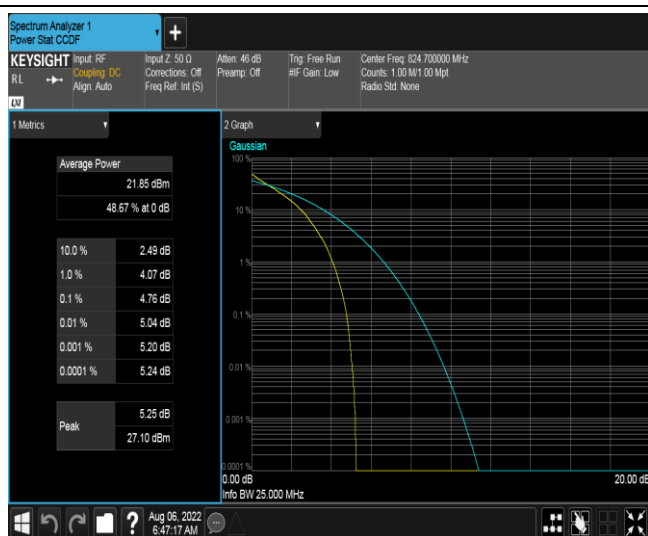 Spectrum Analyzer 1
Power Stat CCDF
+
KEYSIGHT
RL
LXI
Input: RF
Coupling: DC
Align: Auto
Input Z: 50 Ω
Corrections: Off
Freq Ref: Int (S)
Atten: 46 dB
Preamp: Off
Trig: Free Run
#IF Gain: Low
Center Freq: 824.700000 MHz
Counts: 1.00 M/1.00 Mpt
Radio Std: None
1 Metrics
Average Power
21.85 dBm
48.67 % at 0 dB
10.0 % 2.49 dB
1.0 % 4.07 dB
0.1 % 4.76 dB
0.01 % 5.04 dB
0.001 % 5.20 dB
0.0001 % 5.24 dB
Peak
5.25 dB
27.10 dBm
2 Graph
Gaussian
100 %
10 %
1 %
0.1 %
0.01 %
0.001 %
0.0001 %
0.00 dB
20.00 dB
Info BW 25.000 MHz
?
Aug 06, 2022
6:47:17 AM